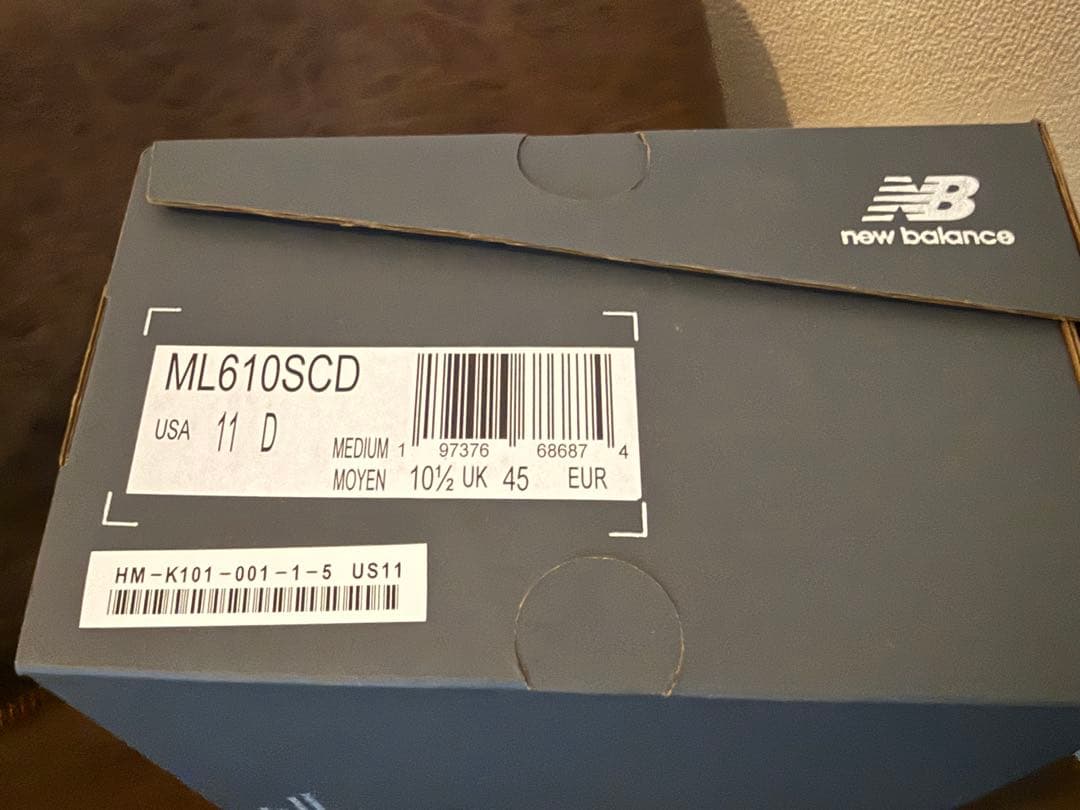 NB
new balance
ML610SCD
USA 11 D
MEDIUM 1 97376 68687 4
MOYEN 10½ UK 45 EUR
HM-K101-001-1-5 US11